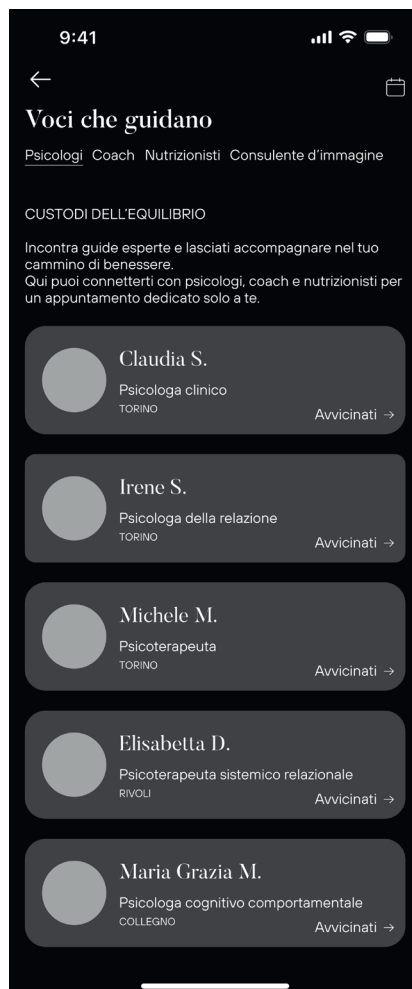 9:41
Voci che guidano
Psicologi Coach Nutrizionisti Consulente d'immagine
CUSTODI DELL'EQUILIBRIO
Incontra guide esperte e lasciati accompagnare nel tuo
cammino di benessere.
Qui puoi connetterti con psicologi, coach e nutrizionisti per
un appuntamento dedicato solo a te.
Claudia S.
Psicologa clinico
TORINO
Avvicinati →
Irene S.
Psicologa della relazione
TORINO
Avvicinati →
Michele M.
Psicoterapeuta
TORINO
Avvicinati →
Elisabetta D.
Psicoterapeuta sistemico relazionale
RIVOLI
Avvicinati →
Maria Grazia M.
Psicologa cognitivo comportamentale
COLLEGNO
Avvicinati →